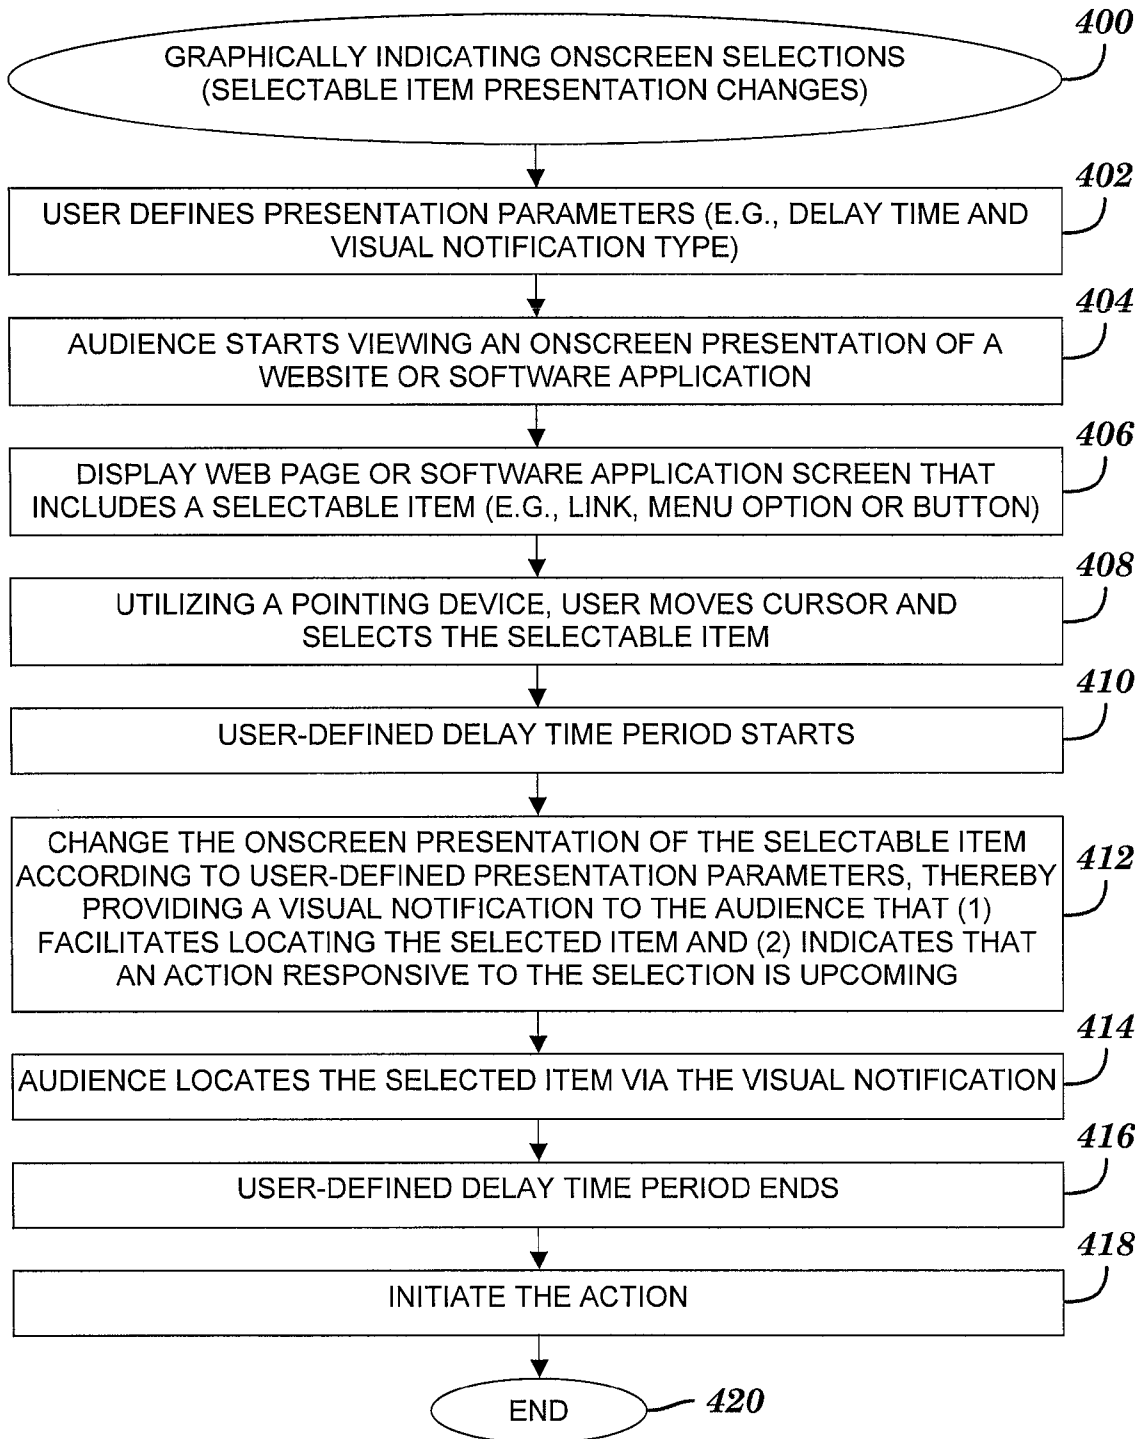 400
GRAPHICALLY INDICATING ONSCREEN SELECTIONS
(SELECTABLE ITEM PRESENTATION CHANGES)
402
USER DEFINES PRESENTATION PARAMETERS (E.G., DELAY TIME AND
VISUAL NOTIFICATION TYPE)
404
AUDIENCE STARTS VIEWING AN ONSCREEN PRESENTATION OF A
WEBSITE OR SOFTWARE APPLICATION
406
DISPLAY WEB PAGE OR SOFTWARE APPLICATION SCREEN THAT
INCLUDES A SELECTABLE ITEM (E.G., LINK, MENU OPTION OR BUTTON)
408
UTILIZING A POINTING DEVICE, USER MOVES CURSOR AND
SELECTS THE SELECTABLE ITEM
410
USER-DEFINED DELAY TIME PERIOD STARTS
412
CHANGE THE ONSCREEN PRESENTATION OF THE SELECTABLE ITEM
ACCORDING TO USER-DEFINED PRESENTATION PARAMETERS, THEREBY
PROVIDING A VISUAL NOTIFICATION TO THE AUDIENCE THAT (1)
FACILITATES LOCATING THE SELECTED ITEM AND (2) INDICATES THAT
AN ACTION RESPONSIVE TO THE SELECTION IS UPCOMING
414
AUDIENCE LOCATES THE SELECTED ITEM VIA THE VISUAL NOTIFICATION
416
USER-DEFINED DELAY TIME PERIOD ENDS
418
INITIATE THE ACTION
END
420